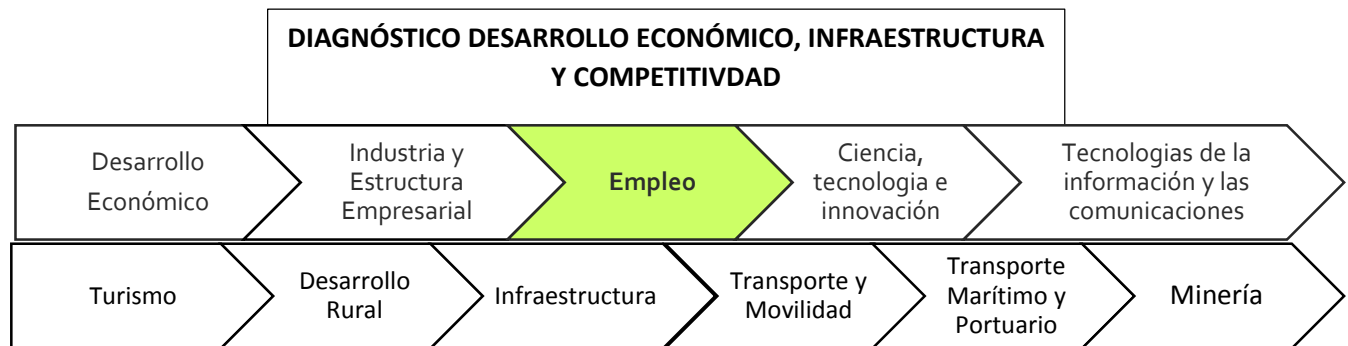 DIAGNÓSTICO DESARROLLO ECONÓMICO, INFRAESTRUCTURA
Y COMPETITIVDAD
Desarrollo
Económico
Industria y
Estructura
Empresarial
Empleo
Ciencia,
tecnologia e
innovación
Tecnologias de la
información y las
comunicaciones
Turismo
Desarrollo
Rural
Infraestructura
Transporte y
Movilidad
Transporte
Marítimo y
Portuario
Minería